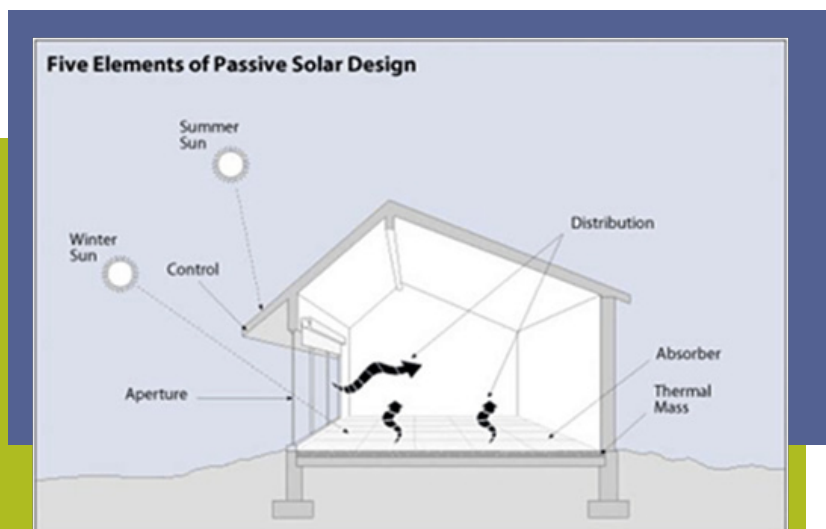 Five Elements of Passive Solar Design
Summer
Sun
Winter
Sun
Control
Distribution
Aperture
Absorber
Thermal
Mass